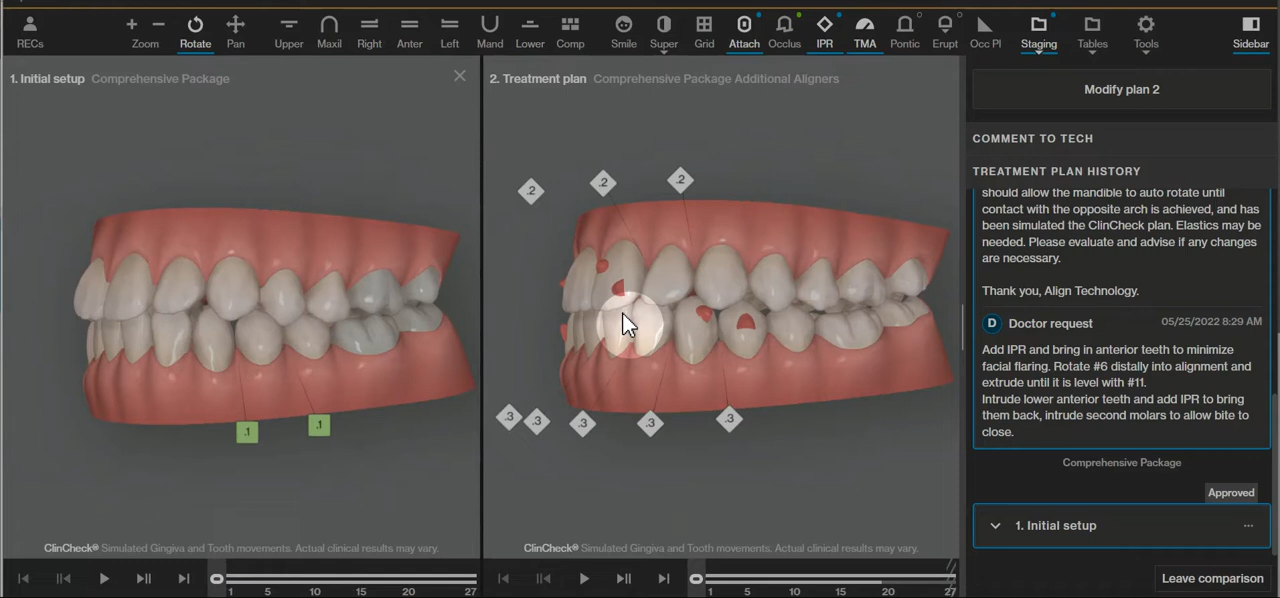 RECs
Zoom
Rotate
Pan
Upper
Maxil
Right
Anter
Left
Mand
Lower
Comp
Smile
Super
Grid
Attach
Occlus
IPR
TMA
Pontic
Erupt
Occ Pl
Staging
Tables
Tools
Sidebar
1. Initial setup Comprehensive Package
.1
.1
ClinCheck® Simulated Gingiva and Tooth movements. Actual clinical results may vary.
1 5 10 15 20 27
2. Treatment plan Comprehensive Package Additional Aligners
.2
.2
.2
.3
.3
.3
.3
.3
ClinCheck® Simulated Gingiva and Tooth movements. Actual clinical results may vary.
1 5 10 15 20 27
Modify plan 2
COMMENT TO TECH
TREATMENT PLAN HISTORY
should allow the mandible to auto rotate until
contact with the opposite arch is achieved, and has
been simulated the ClinCheck plan. Elastics may be
needed. Please evaluate and advise if any changes
are necessary.
Thank you, Align Technology.
D Doctor request 05/25/2022 8:29 AM
Add IPR and bring in anterior teeth to minimize
facial flaring. Rotate #6 distally into alignment and
extrude until it is level with #11.
Intrude lower anterior teeth and add IPR to bring
them back, intrude second molars to allow bite to
close.
Comprehensive Package
Approved
1. Initial setup
Leave comparison